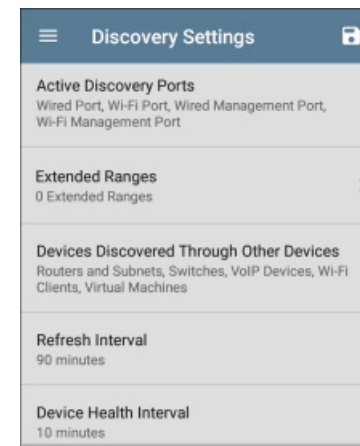 Discovery Settings
Active Discovery Ports
Wired Port, Wi-Fi Port, Wired Management Port,
Wi-Fi Management Port
Extended Ranges
0 Extended Ranges
Devices Discovered Through Other Devices
Routers and Subnets, Switches, VoIP Devices, Wi-Fi
Clients, Virtual Machines
Refresh Interval
90 minutes
Device Health Interval
10 minutes